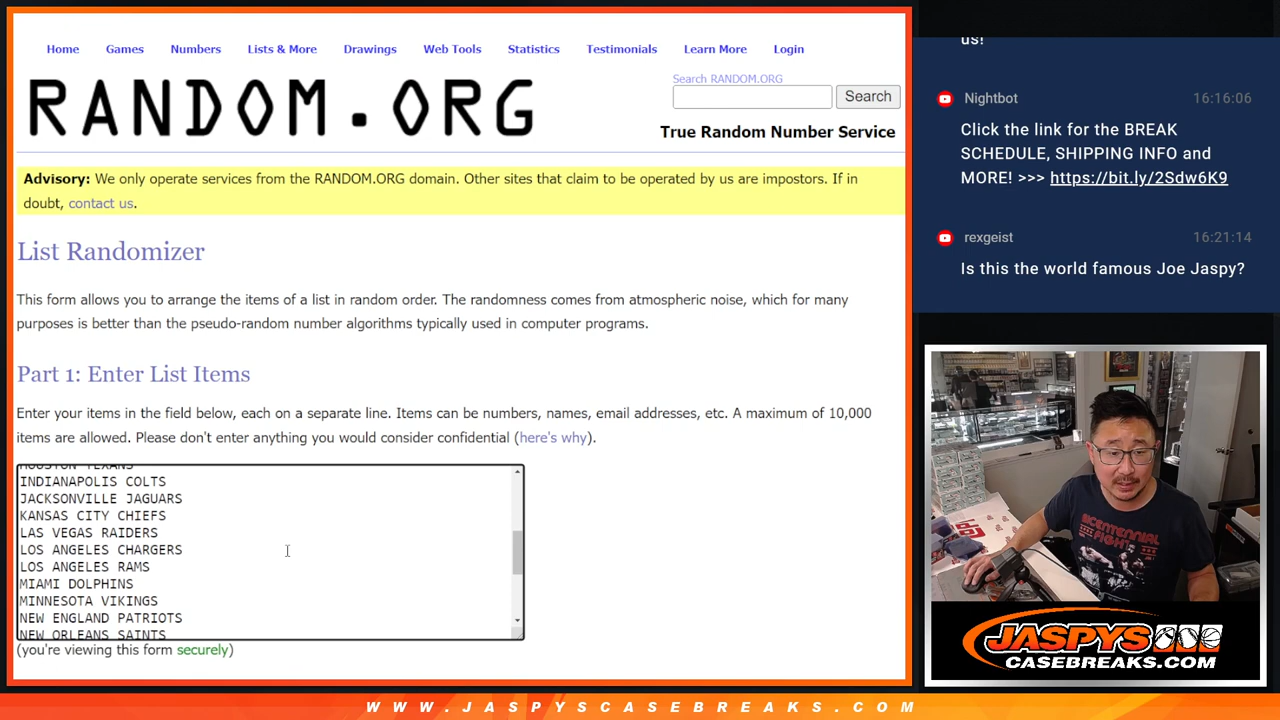 Home Games Numbers Lists & More Drawings Web Tools Statistics Testimonials Learn More Login
RANDOM.ORG
Search RANDOM.ORG
Search
True Random Number Service
Advisory: We only operate services from the RANDOM.ORG domain. Other sites that claim to be operated by us are impostors. If in
doubt, contact us.
List Randomizer
This form allows you to arrange the items of a list in random order. The randomness comes from atmospheric noise, which for many
purposes is better than the pseudo-random number algorithms typically used in computer programs.
Part 1: Enter List Items
Enter your items in the field below, each on a separate line. Items can be numbers, names, email addresses, etc. A maximum of 10,000
items are allowed. Please don't enter anything you would consider confidential (here's why).
HOUSTON TEXANS
INDIANAPOLIS COLTS
JACKSONVILLE JAGUARS
KANSAS CITY CHIEFS
LAS VEGAS RAIDERS
LOS ANGELES CHARGERS
LOS ANGELES RAMS
MIAMI DOLPHINS
MINNESOTA VIKINGS
NEW ENGLAND PATRIOTS
NEW ORLEANS SAINTS
(you're viewing this form securely)
us!
Nightbot 16:16:06
Click the link for the BREAK
SCHEDULE, SHIPPING INFO and
MORE! >>> https://bit.ly/2Sdw6K9
rexgeist 16:21:14
Is this the world famous Joe Jaspy?
BICENTENNIAL
FIGHT
JASPYS
CASEBREAKS.COM
WWW.JASPYSCASEBREAKS.COM